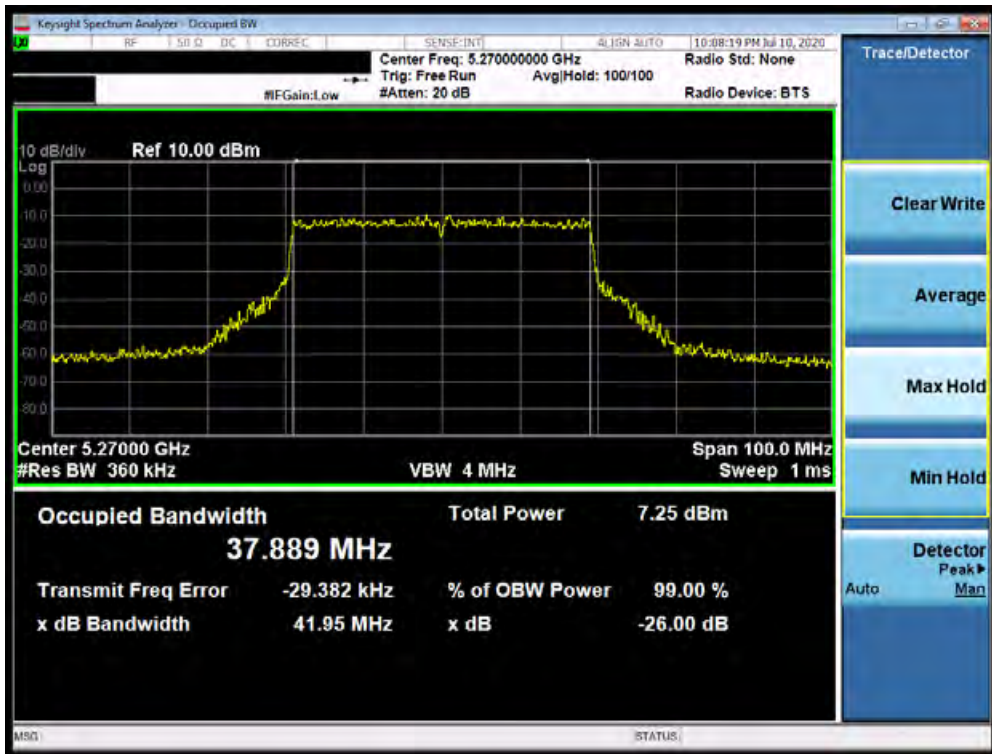 Keysight Spectrum Analyzer - Occupied BW
RF 50 Ω DC CORREC SENSE:INT ALIGN AUTO 10:08:19 PM Jul 10, 2020
Center Freq: 5.270000000 GHz Radio Std: None
Trig: Free Run Avg|Hold: 100/100
#IFGain:Low #Atten: 20 dB Radio Device: BTS
10 dB/div Ref 10.00 dBm
Log
0.00
-10.0
-20.0
-30.0
-40.0
-50.0
-60.0
-70.0
-80.0
Center 5.27000 GHz Span 100.0 MHz
#Res BW 360 kHz VBW 4 MHz Sweep 1 ms
Occupied Bandwidth Total Power 7.25 dBm
37.889 MHz
Transmit Freq Error -29.382 kHz % of OBW Power 99.00 %
x dB Bandwidth 41.95 MHz x dB -26.00 dB
MSG STATUS
Trace/Detector
Clear Write
Average
Max Hold
Min Hold
Detector
Peak▶
Auto Man